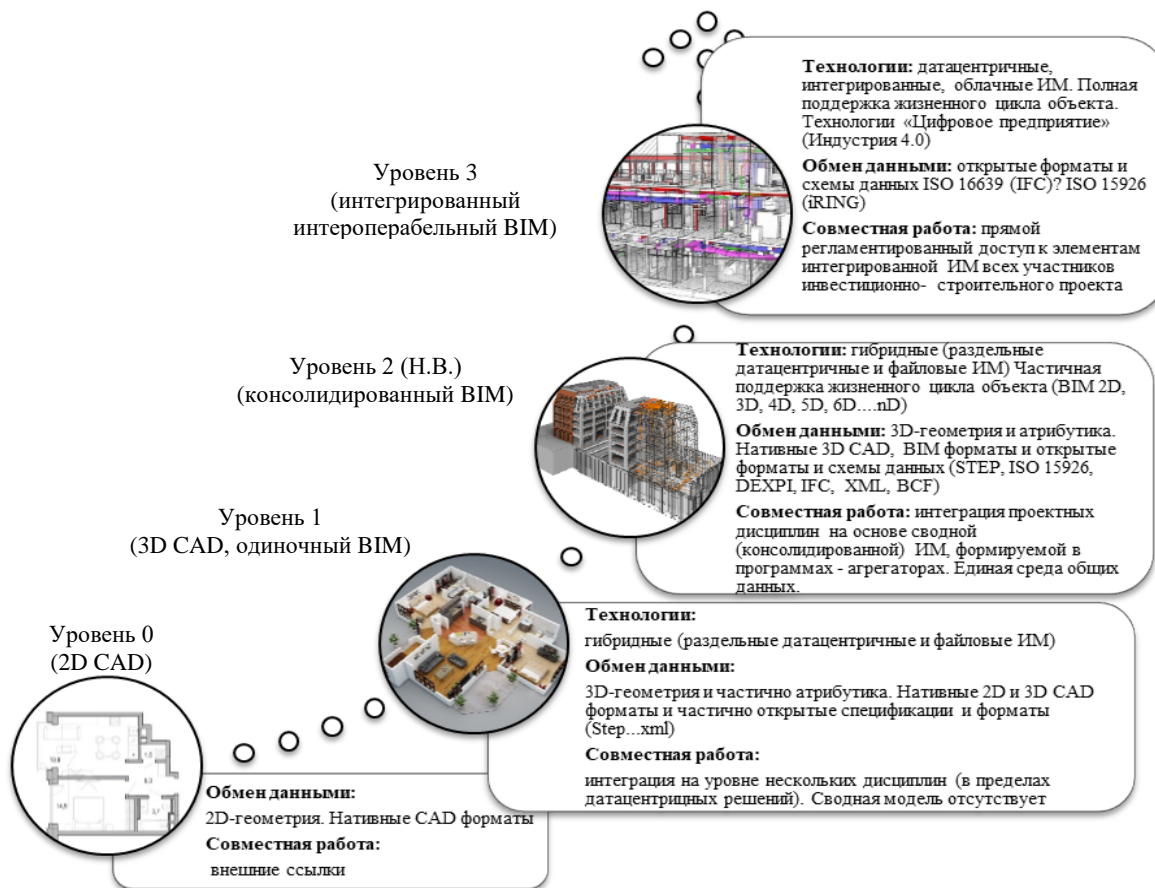 Технологии: датацентричные,
интегрированные, облачные ИМ. Полная
поддержка жизненного цикла объекта.
Технологии «Цифровое предприятие»
(Индустрия 4.0)
Обмен данными: открытые форматы и
схемы данных ISO 16639 (IFC)? ISO 15926
(iRING)
Совместная работа: прямой
регламентированный доступ к элементам
интегрированной ИМ всех участников
инвестиционно- строительного проекта
Уровень 3
(интегрированный
интероперабельный BIM)
Уровень 2 (Н.В.)
(консолидированный BIM)
Технологии: гибридные (раздельные
датацентричные и файловые ИМ) Частичная
поддержка жизненного цикла объекта (BIM 2D,
3D, 4D, 5D, 6D....nD)
Обмен данными: 3D-геометрия и атрибутика.
Нативные 3D CAD, BIM форматы и открытые
форматы и схемы данных (STEP, ISO 15926,
DEXPI, IFC, XML, BCF)
Совместная работа: интеграция проектных
дисциплин на основе сводной
(консолидированной) ИМ, формируемой в
программах - агрегаторах. Единая среда общих
данных.
Уровень 1
(3D CAD, одиночный BIM)
Технологии:
гибридные (раздельные датацентричные и файловые ИМ)
Обмен данными:
3D-геометрия и частично атрибутика. Нативные 2D и 3D CAD
форматы и частично открытые спецификации и форматы
(Step...xml)
Совместная работа:
интеграция на уровне нескольких дисциплин (в пределах
датацентрицных решений). Сводная модель отсутствует
Уровень 0
(2D CAD)
Обмен данными:
2D-геометрия. Нативные CAD форматы
Совместная работа:
внешние ссылки